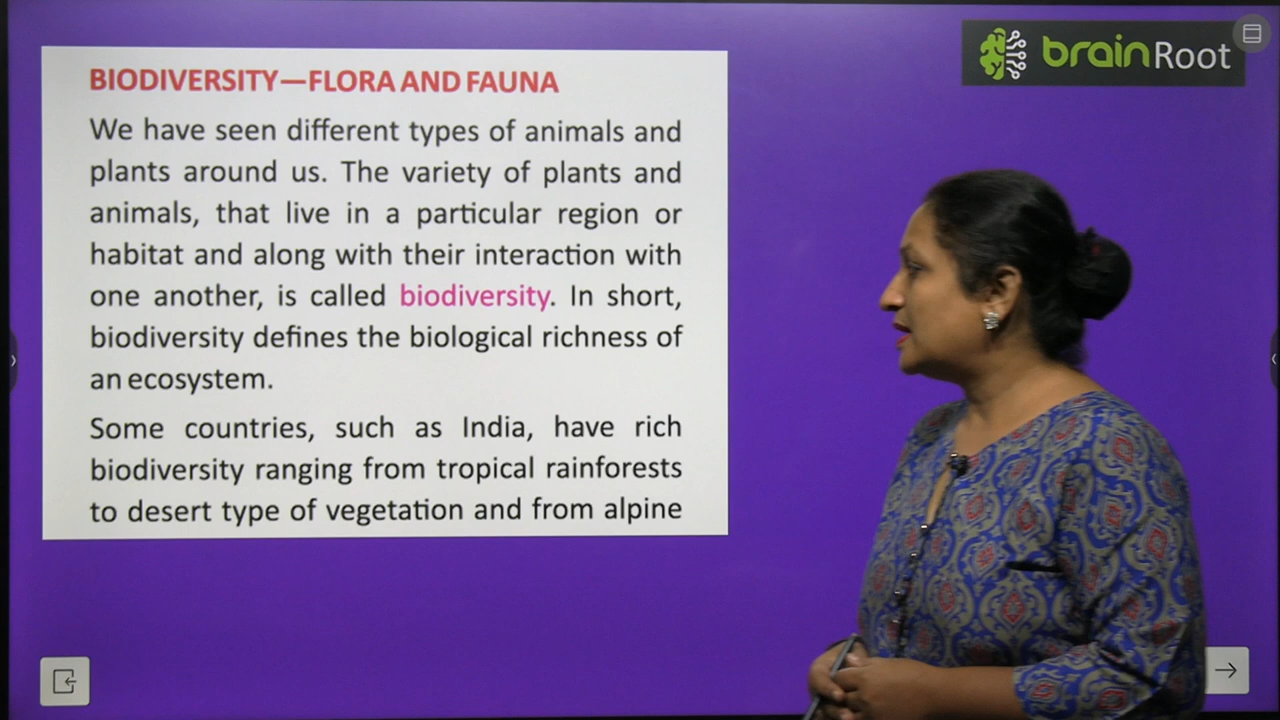 brainRoot
BIODIVERSITY—FLORA AND FAUNA
We have seen different types of animals and
plants around us. The variety of plants and
animals, that live in a particular region or
habitat and along with their interaction with
one another, is called biodiversity. In short,
biodiversity defines the biological richness of
an ecosystem.
Some countries, such as India, have rich
biodiversity ranging from tropical rainforests
to desert type of vegetation and from alpine